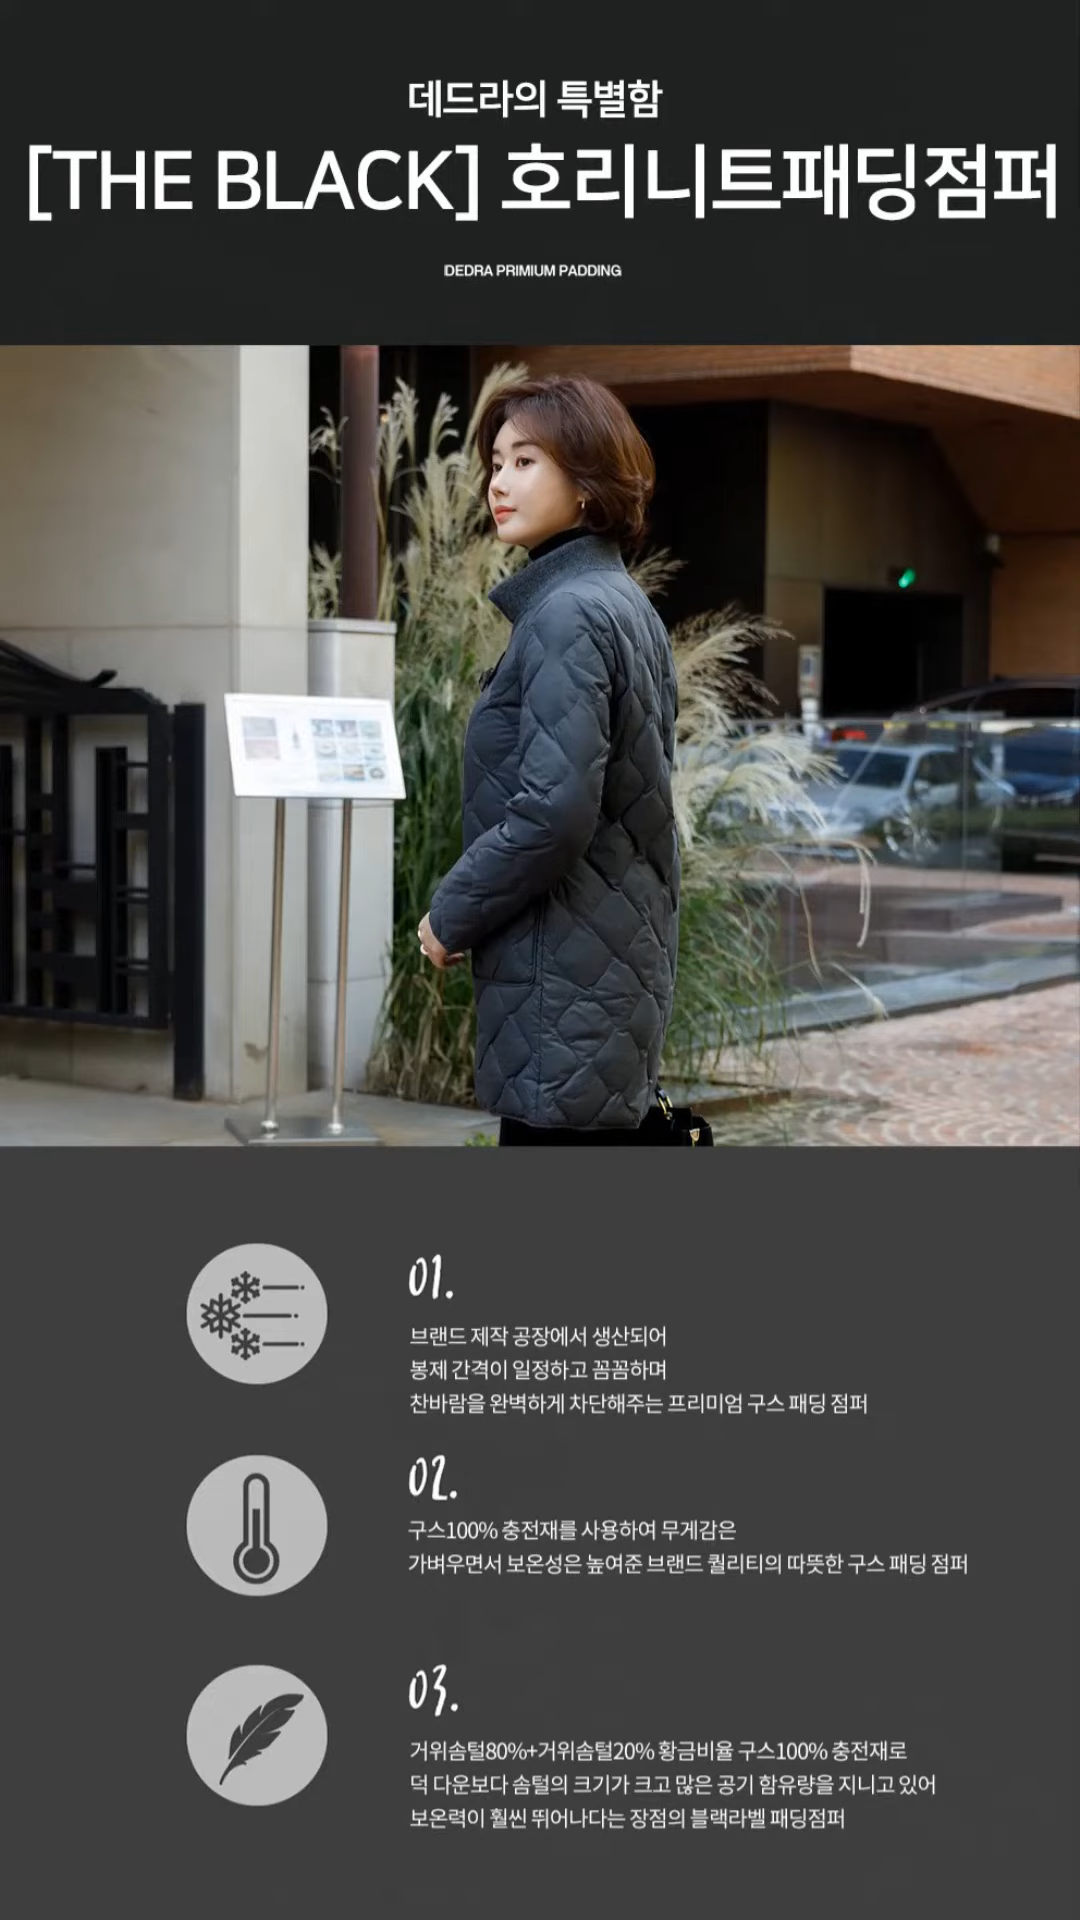 데드라의 특별함
[THE BLACK] 호리니트패딩점퍼
DEDRA PRIMIUM PADDING
01.
브랜드 제작 공장에서 생산되어
봉제 간격이 일정하고 꼼꼼하며
찬바람을 완벽하게 차단해주는 프리미엄 구스 패딩 점퍼
02.
구스100% 충전재를 사용하여 무게감은
가벼우면서 보온성은 높여준 브랜드 퀄리티의 따뜻한 구스 패딩 점퍼
03.
거위솜털80%+거위솜털20% 황금비율 구스100% 충전재로
덕 다운보다 솜털의 크기가 크고 많은 공기 함유량을 지니고 있어
보온력이 훨씬 뛰어나다는 장점의 블랙라벨 패딩점퍼